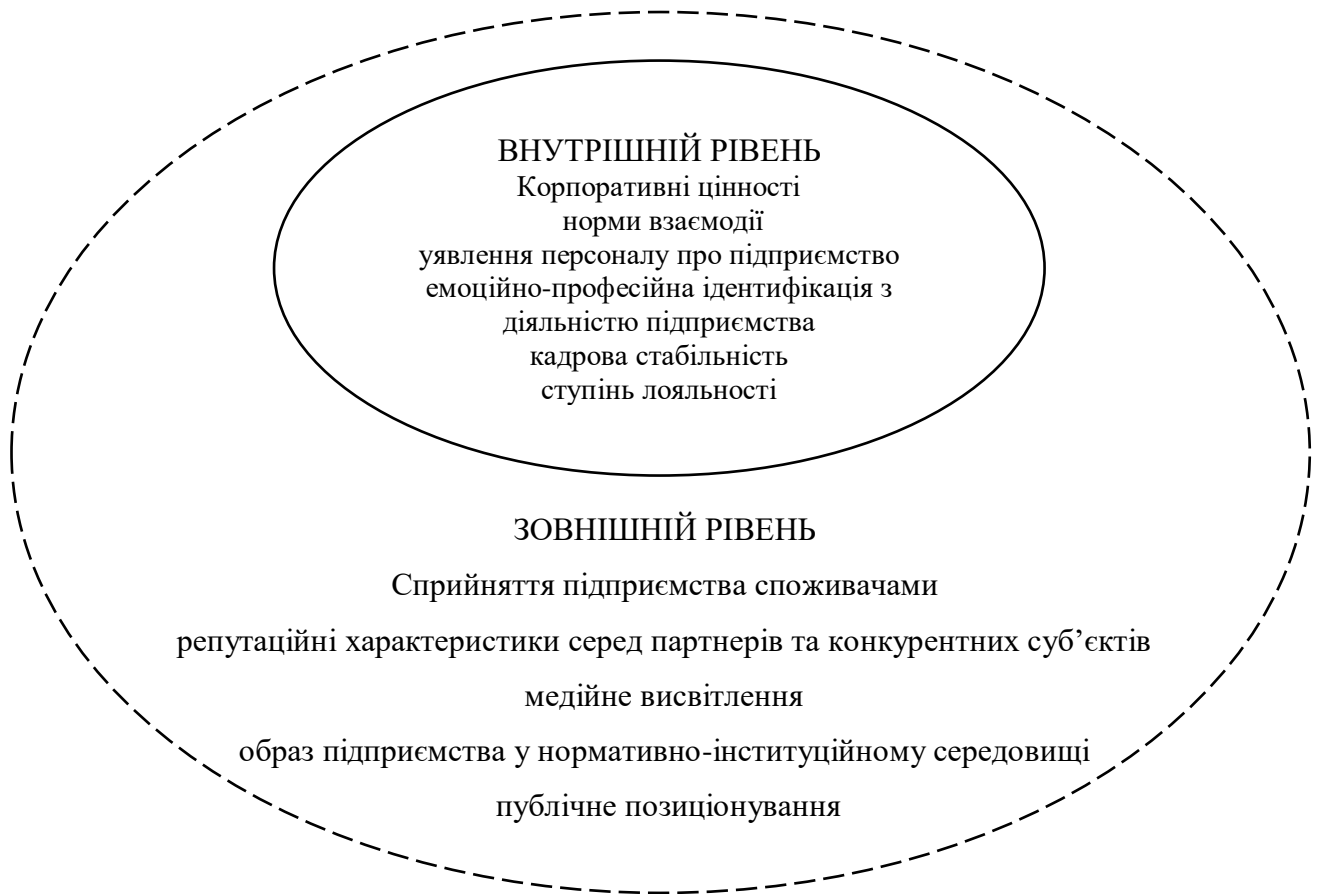 ВНУТРІШНІЙ РІВЕНЬ
Корпоративні цінності
норми взаємодії
уявлення персоналу про підприємство
емоційно-професійна ідентифікація з
діяльністю підприємства
кадрова стабільність
ступінь лояльності
ЗОВНІШНІЙ РІВЕНЬ
Сприйняття підприємства споживачами
репутаційні характеристики серед партнерів та конкурентних суб’єктів
медійне висвітлення
образ підприємства у нормативно-інституційному середовищі
публічне позиціонування